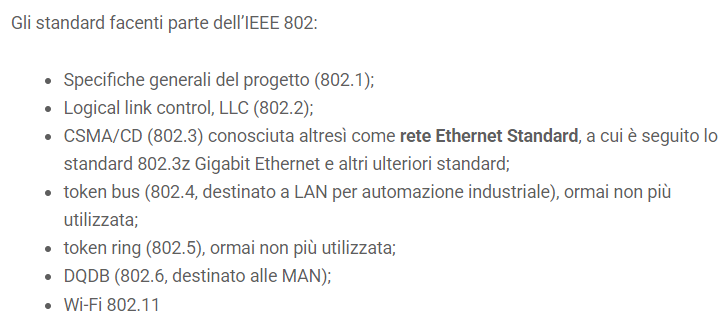 Gli standard facenti parte dell’IEEE 802:
• Specifiche generali del progetto (802.1);
• Logical link control, LLC (802.2);
• CSMA/CD (802.3) conosciuta altresì come rete Ethernet Standard, a cui è seguito lo
standard 802.3z Gigabit Ethernet e altri ulteriori standard;
• token bus (802.4, destinato a LAN per automazione industriale), ormai non più
utilizzata;
• token ring (802.5), ormai non più utilizzata;
• DQDB (802.6, destinato alle MAN);
• Wi-Fi 802.11